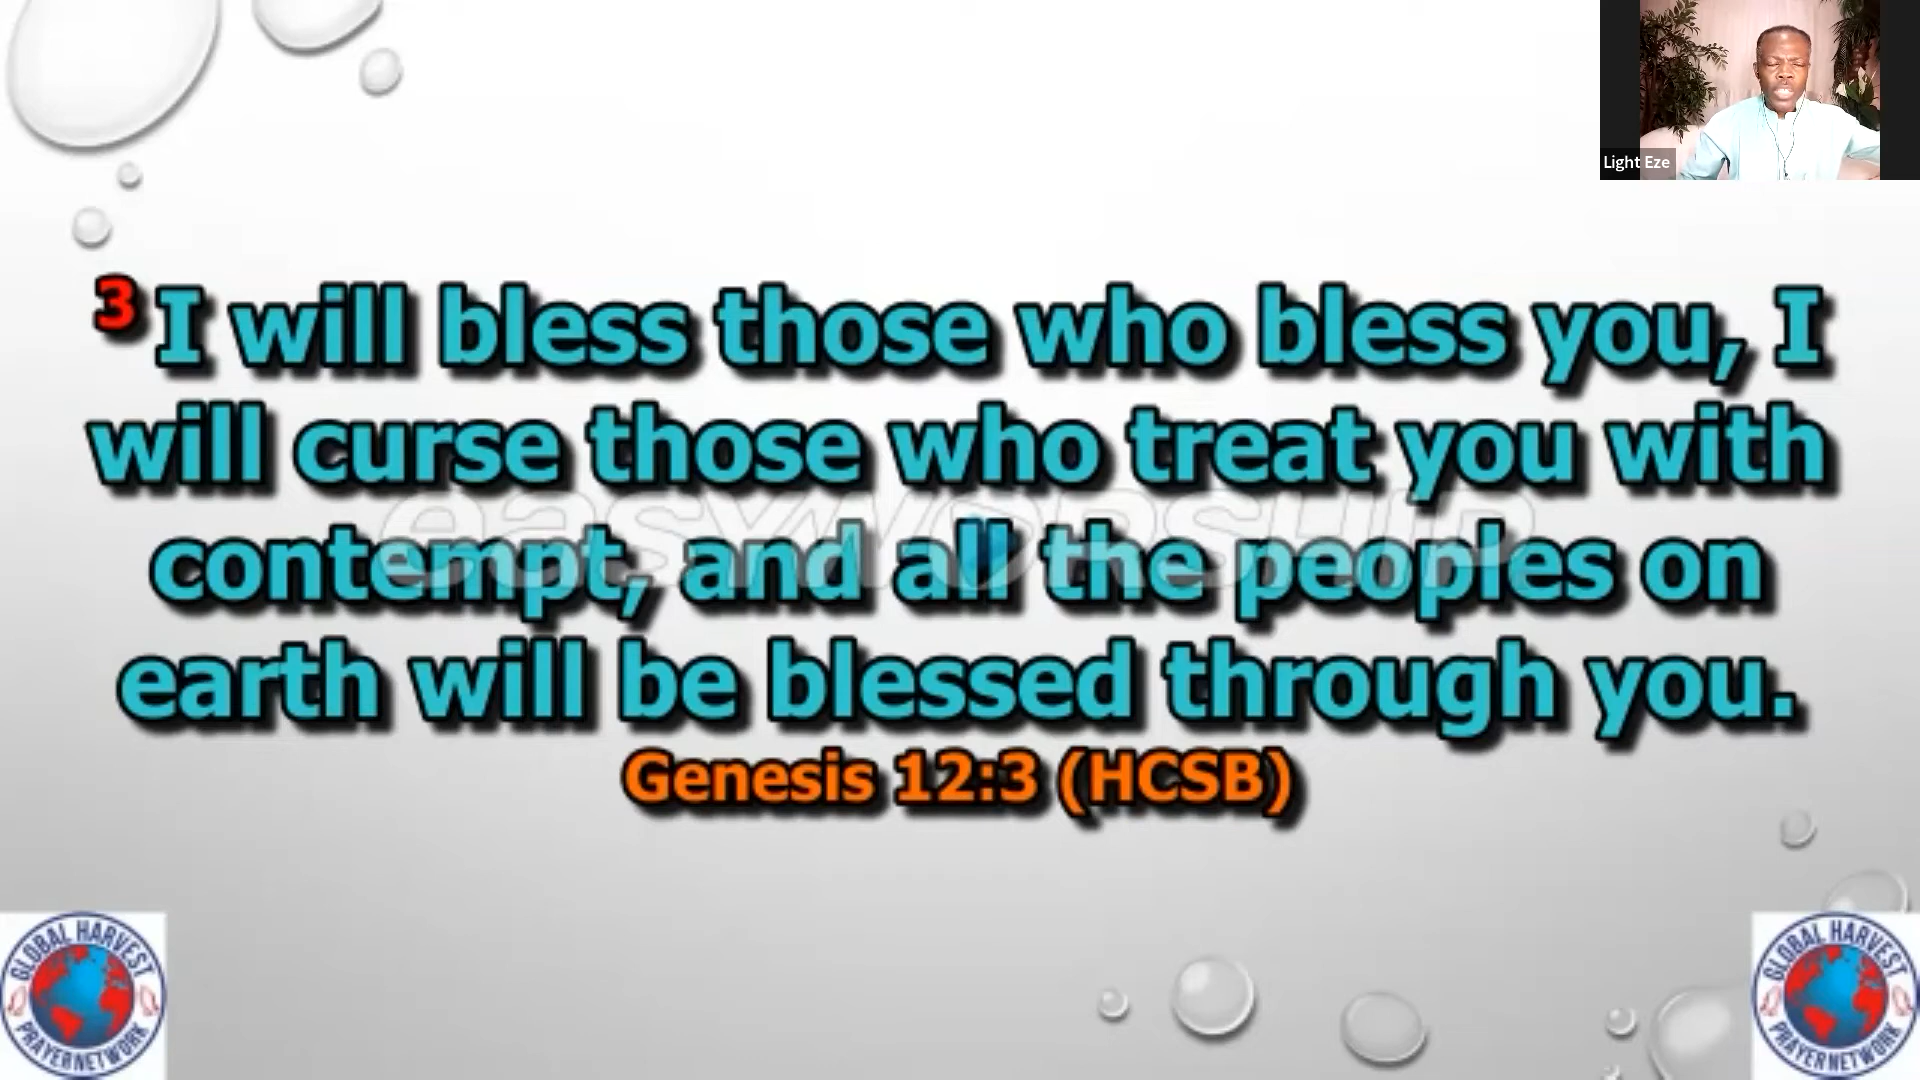 Light Eze
3 I will bless those who bless you, I
will curse those who treat you with
contempt, and all the peoples on
earth will be blessed through you.
Genesis 12:3 (HCSB)
easyworship
GLOBAL HARVEST
PRAYER NETWORK
GLOBAL HARVEST
PRAYER NETWORK